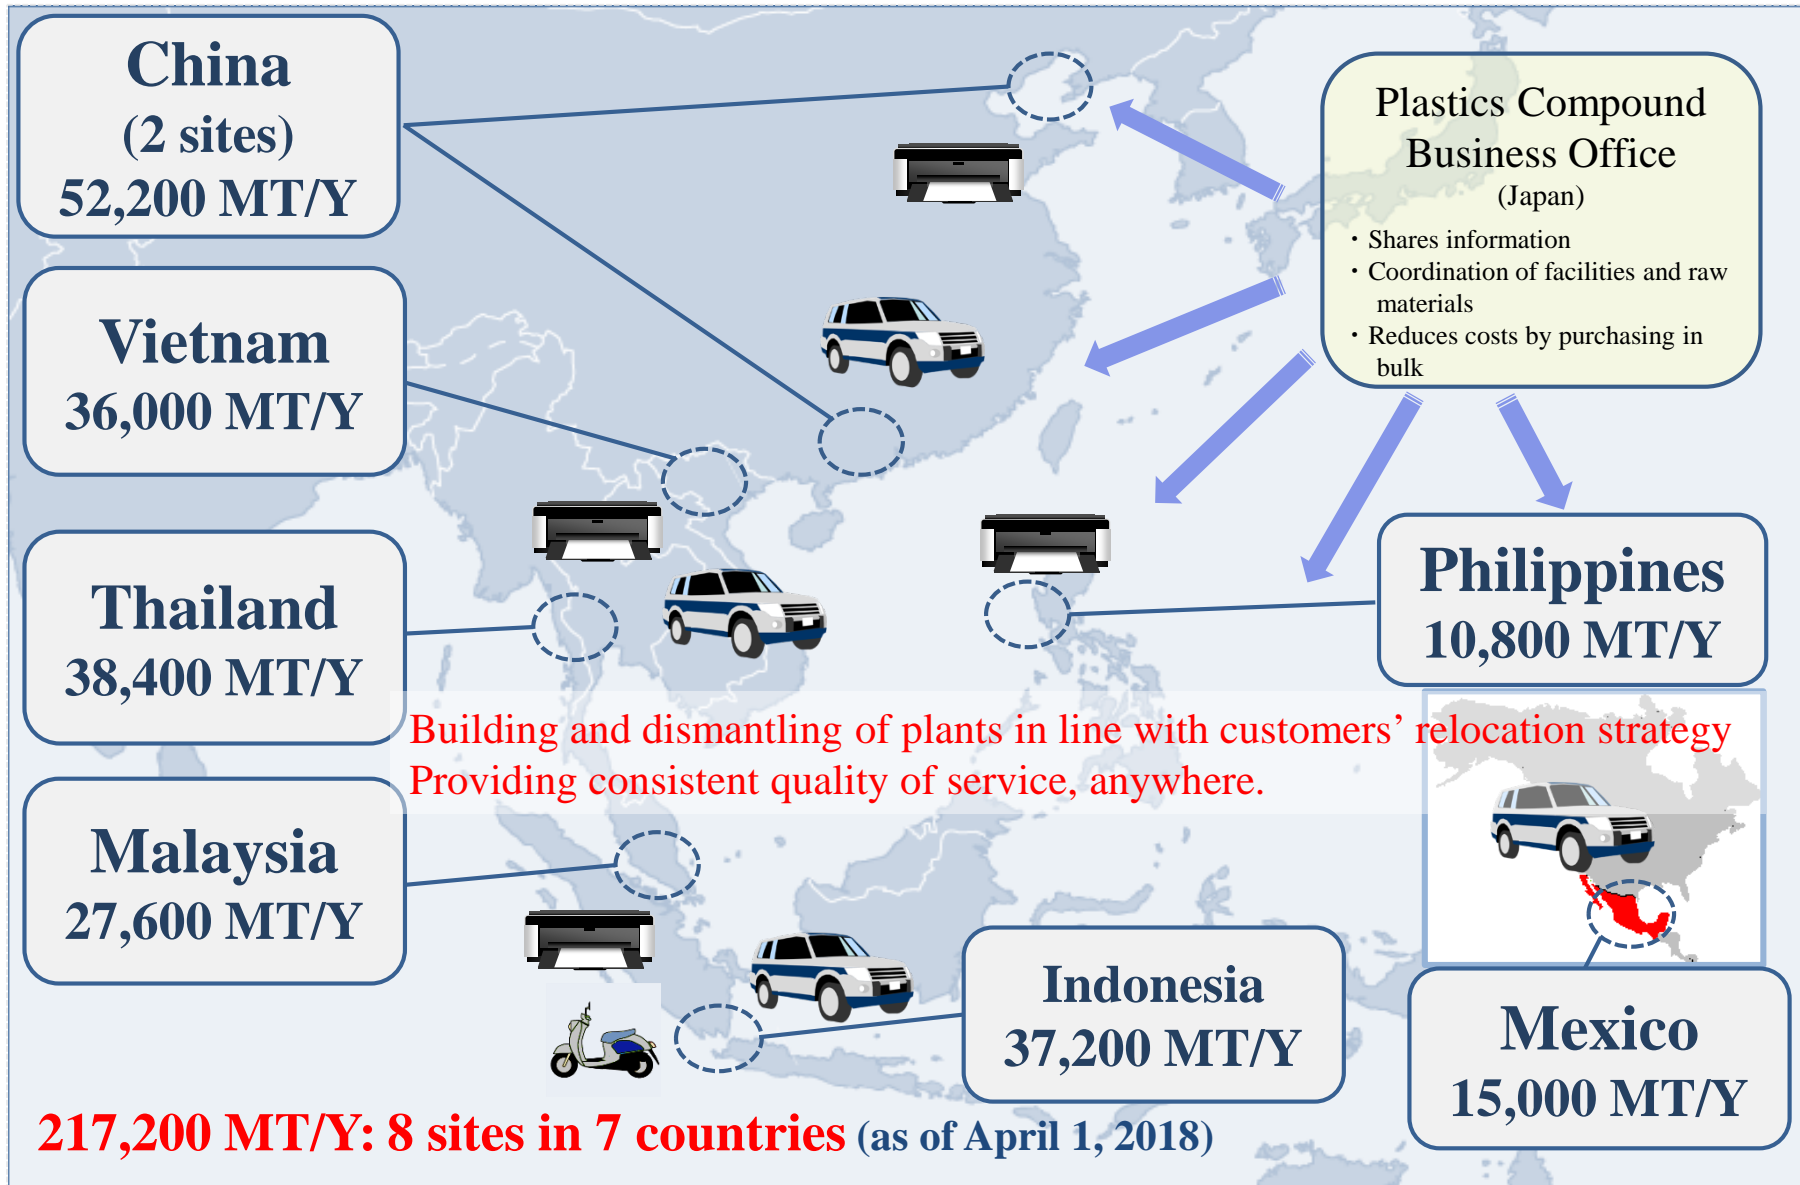 China
(2 sites)
52,200 MT/Y
Vietnam
36,000 MT/Y
Thailand
38,400 MT/Y
Malaysia
27,600 MT/Y
Plastics Compound
Business Office
(Japan)
・Shares information
・Coordination of facilities and raw
materials
・Reduces costs by purchasing in
bulk
Philippines
10,800 MT/Y
Building and dismantling of plants in line with customers’ relocation strategy
Providing consistent quality of service, anywhere.
Indonesia
37,200 MT/Y
Mexico
15,000 MT/Y
217,200 MT/Y: 8 sites in 7 countries (as of April 1, 2018)